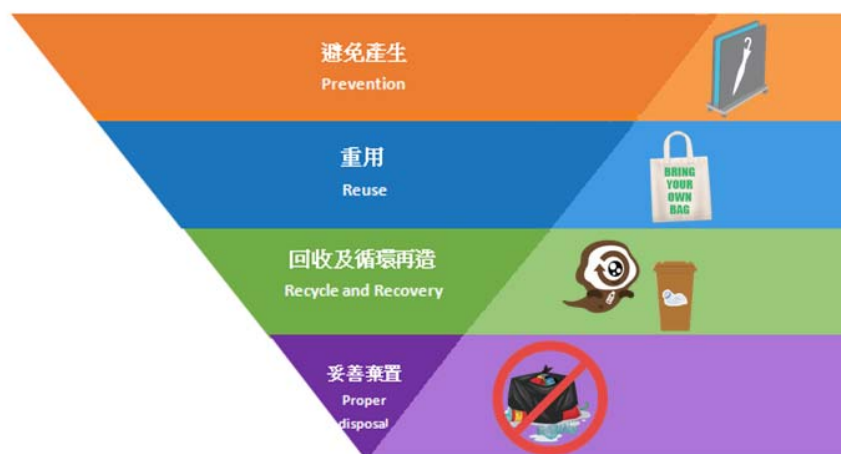 避免產生
Prevention
重用
Reuse
BRING
YOUR
OWN
BAG
回收及循環再造
Recycle and Recovery
妥善棄置
Proper
disposal